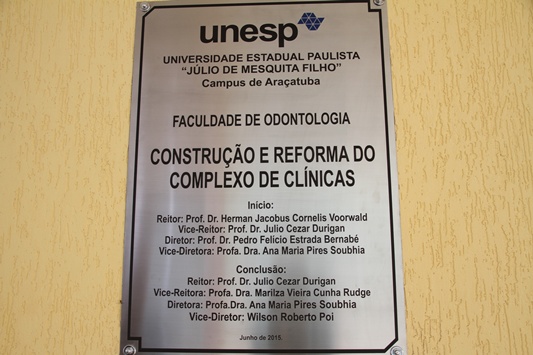 unesp
UNIVERSIDADE ESTADUAL PAULISTA
“JÚLIO DE MESQUITA FILHO”
Campus de Araçatuba
FACULDADE DE ODONTOLOGIA
CONSTRUÇÃO E REFORMA DO
COMPLEXO DE CLÍNICAS
Início:
Reitor: Prof. Dr. Herman Jacobus Cornelis Voorwald
Vice-Reitor: Prof. Dr. Julio Cezar Durigan
Diretor: Prof. Dr. Pedro Felício Estrada Bernabé
Vice-Diretora: Profa. Dra. Ana Maria Pires Soubhia
Conclusão:
Reitor: Prof. Dr. Julio Cezar Durigan
Vice-Reitora: Profa. Dra. Marilza Vieira Cunha Rudge
Diretora: Profa.Dra. Ana Maria Pires Soubhia
Vice-Diretor: Wilson Roberto Poi
Junho de 2015